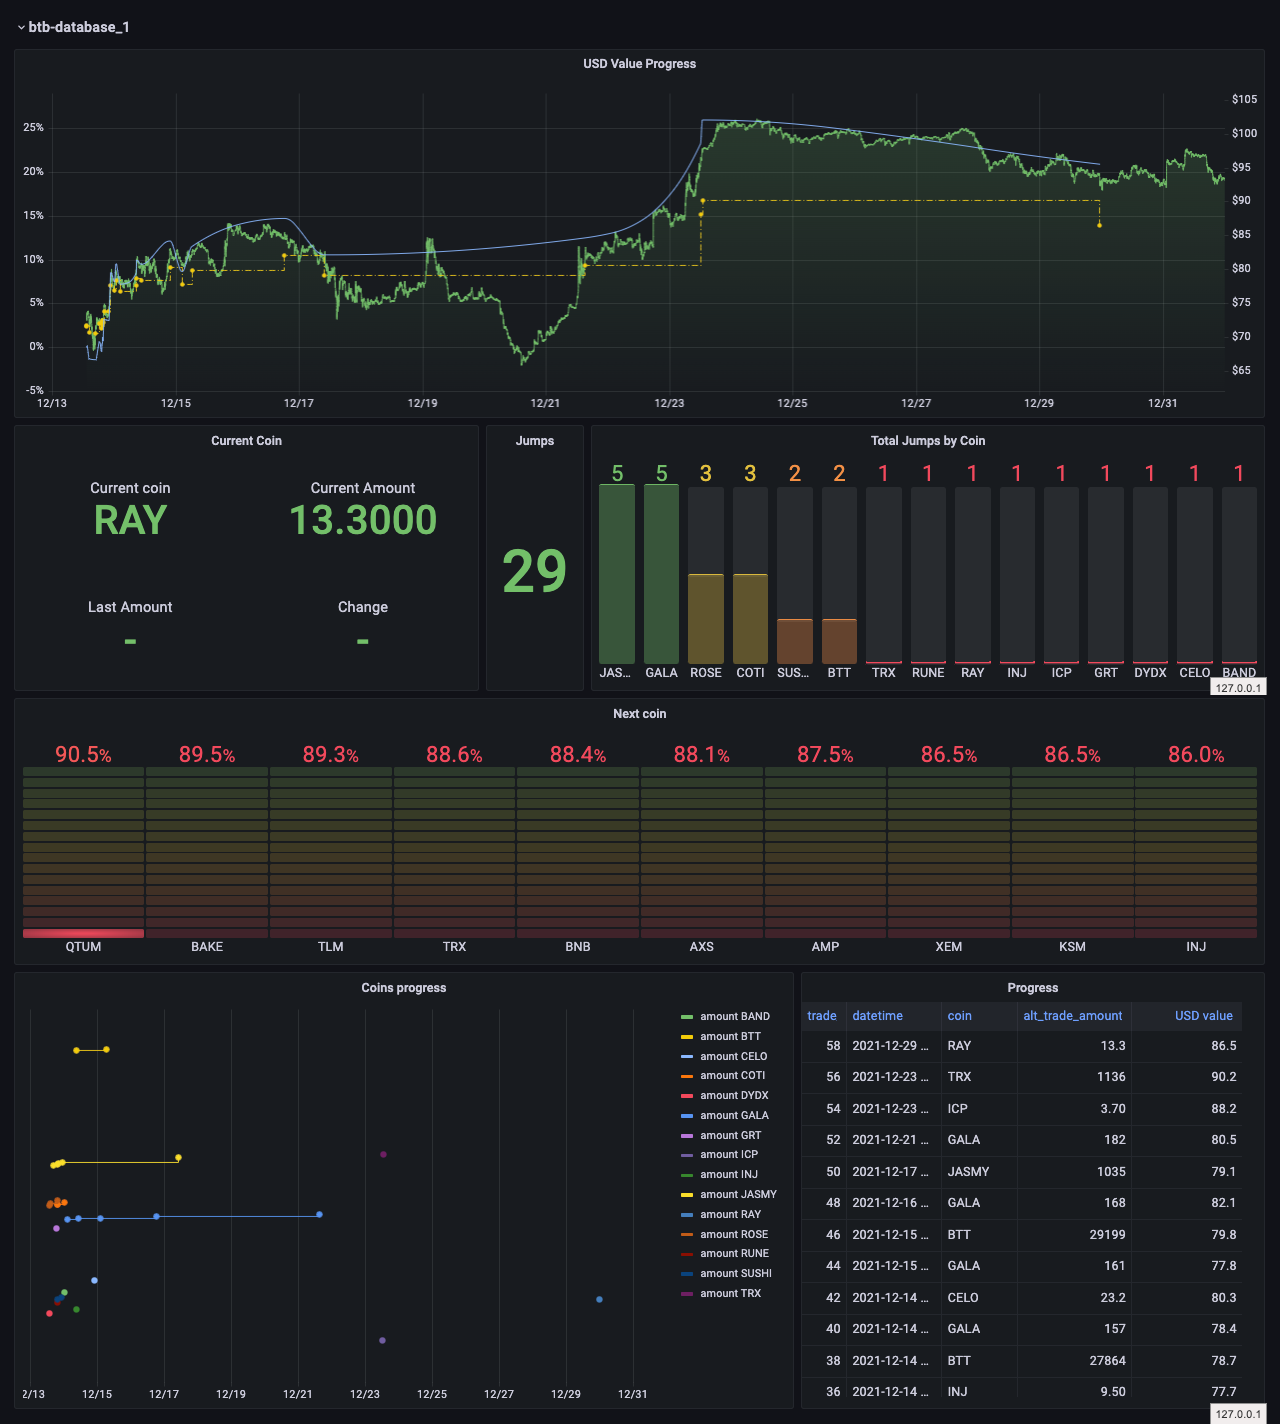 btb-database_1
USD Value Progress
$105
25% $100
20% $95
15% $90
$85
10% $80
5% $75
0% $70
-5% $65
12/13 12/15 12/17 12/19 12/21 12/23 12/25 12/27 12/29 12/31
Current Coin
Current coin Current Amount
RAY 13.3000
Last Amount Change
- -
Jumps
29
Total Jumps by Coin
5 5 3 3 2 2 1 1 1 1 1 1 1 1 1
JAS... GALA ROSE COTI SUS... BTT TRX RUNE RAY INJ ICP GRT DYDX CELO BAND
127.0.0.1
Next coin
90.5% 89.5% 89.3% 88.6% 88.4% 88.1% 87.5% 86.5% 86.5% 86.0%
QTUM BAKE TLM TRX BNB AXS AMP XEM KSM INJ
Coins progress
amount BAND
amount BTT
amount CELO
amount COTI
amount DYDX
amount GALA
amount GRT
amount ICP
amount INJ
amount JASMY
amount RAY
amount ROSE
amount RUNE
amount SUSHI
amount TRX
2/13 12/15 12/17 12/19 12/21 12/23 12/25 12/27 12/29 12/31
Progress
trade datetime coin alt_trade_amount USD value
58 2021-12-29 ... RAY 13.3 86.5
56 2021-12-23 ... TRX 1136 90.2
54 2021-12-23 ... ICP 3.70 88.2
52 2021-12-21 ... GALA 182 80.5
50 2021-12-17 ... JASMY 1035 79.1
48 2021-12-16 ... GALA 168 82.1
46 2021-12-15 ... BTT 29199 79.8
44 2021-12-15 ... GALA 161 77.8
42 2021-12-14 ... CELO 23.2 80.3
40 2021-12-14 ... GALA 157 78.4
38 2021-12-14 ... BTT 27864 78.7
36 2021-12-14 ... INJ 9.50 77.7
127.0.0.1